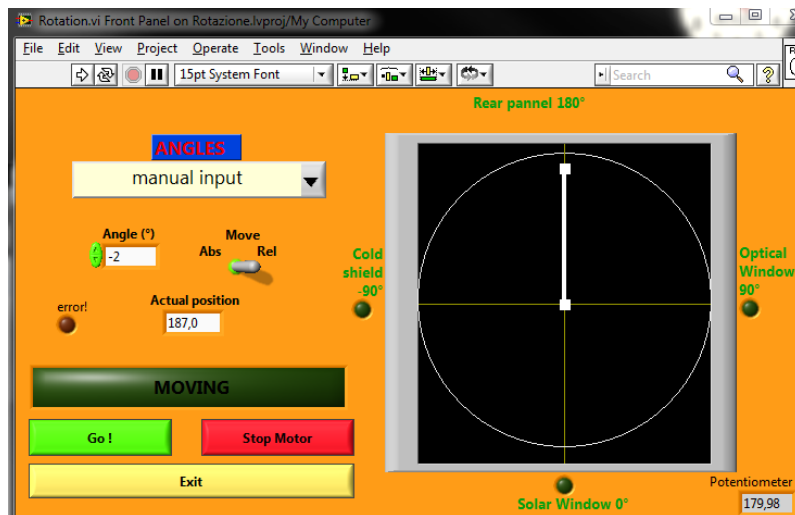 Rotation.vi Front Panel on Rotazione.lvproj/My Computer
File Edit View Project Operate Tools Window Help
15pt System Font
Search
?
Rear pannel 180°
ANGLES
manual input
Angle (°)
-2
Move
Abs Rel
Cold
shield
-90°
Optical
Window
90°
error!
Actual position
187,0
MOVING
Go !
Stop Motor
Exit
Solar Window 0°
Potentiometer
179,98